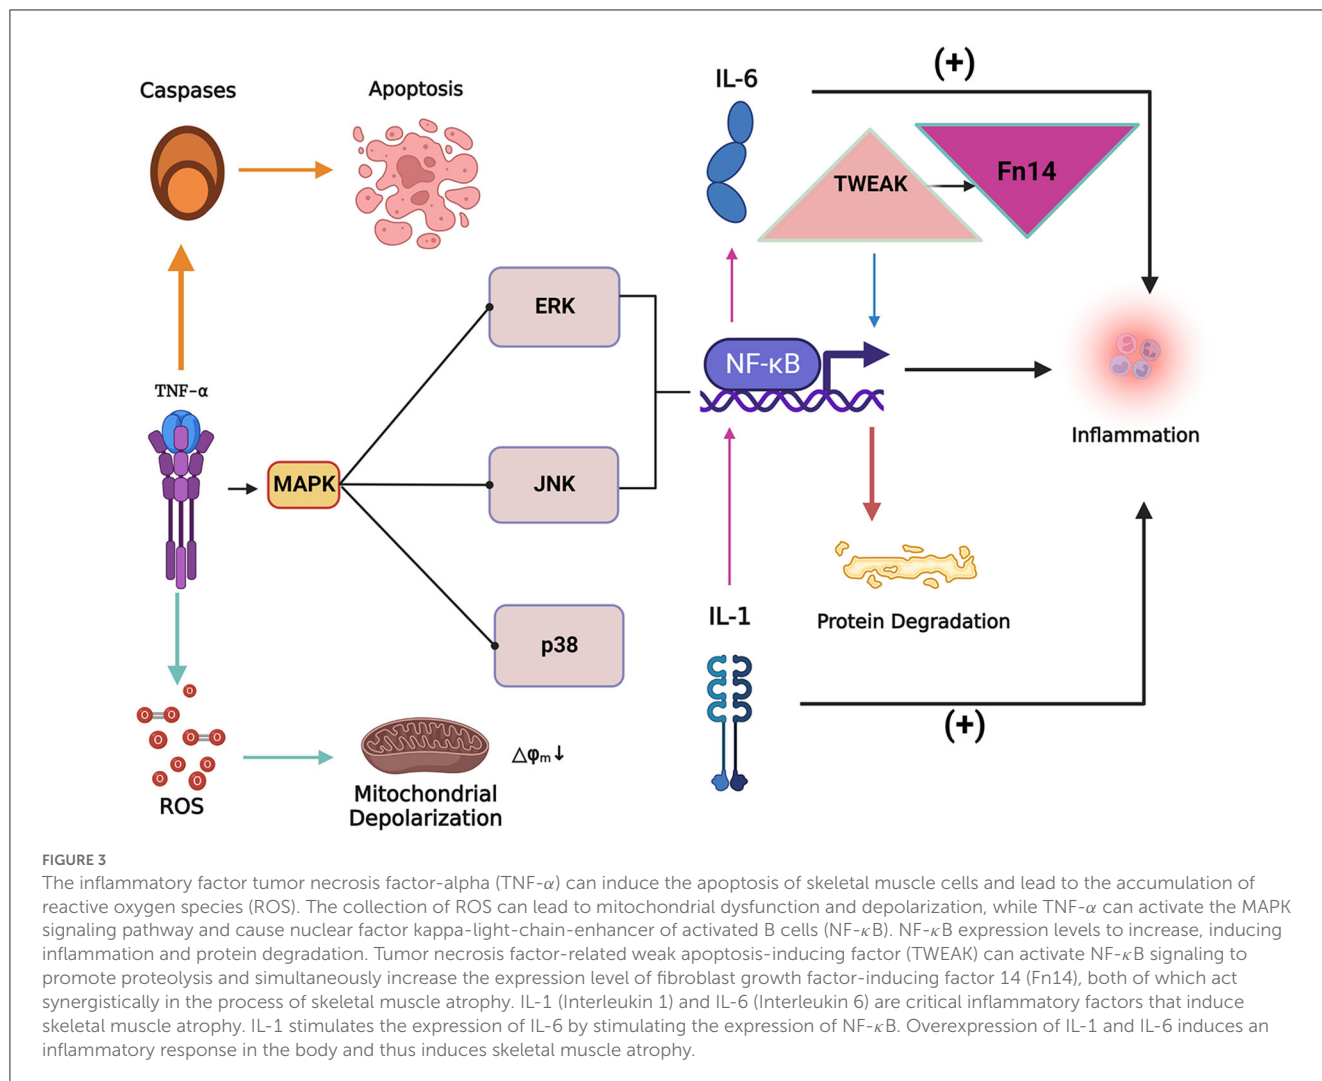 Caspases
Apoptosis
IL-6
(+)
TWEAK
Fn14
ERK
TNF-α
NF-κB
MAPK
JNK
Inflammation
IL-1
Protein Degradation
p38
(+)
O
O O
O O O
O O
O O
ROS
Mitochondrial
Depolarization
△φm↓
FIGURE 3
The inflammatory factor tumor necrosis factor-alpha (TNF-α) can induce the apoptosis of skeletal muscle cells and lead to the accumulation of
reactive oxygen species (ROS). The collection of ROS can lead to mitochondrial dysfunction and depolarization, while TNF-α can activate the MAPK
signaling pathway and cause nuclear factor kappa-light-chain-enhancer of activated B cells (NF-κB). NF-κB expression levels to increase, inducing
inflammation and protein degradation. Tumor necrosis factor-related weak apoptosis-inducing factor (TWEAK) can activate NF-κB signaling to
promote proteolysis and simultaneously increase the expression level of fibroblast growth factor-inducing factor 14 (Fn14), both of which act
synergistically in the process of skeletal muscle atrophy. IL-1 (Interleukin 1) and IL-6 (Interleukin 6) are critical inflammatory factors that induce
skeletal muscle atrophy. IL-1 stimulates the expression of IL-6 by stimulating the expression of NF-κB. Overexpression of IL-1 and IL-6 induces an
inflammatory response in the body and thus induces skeletal muscle atrophy.